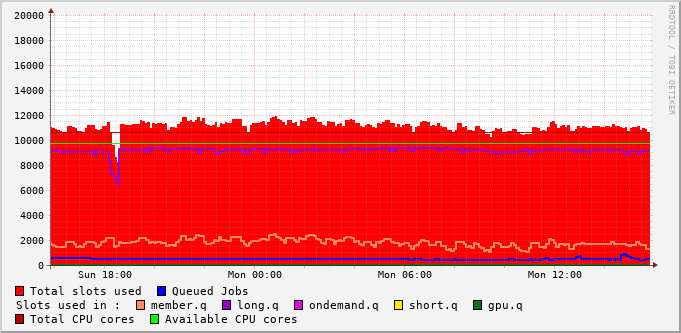 20000
18000
16000
14000
12000
10000
8000
6000
4000
2000
0
Sun 18:00 Mon 00:00 Mon 06:00 Mon 12:00
RRDTOOL / TOBI OETIKER
Total slots used Queued Jobs
Slots used in : member.q long.q ondemand.q short.q gpu.q
Total CPU cores Available CPU cores